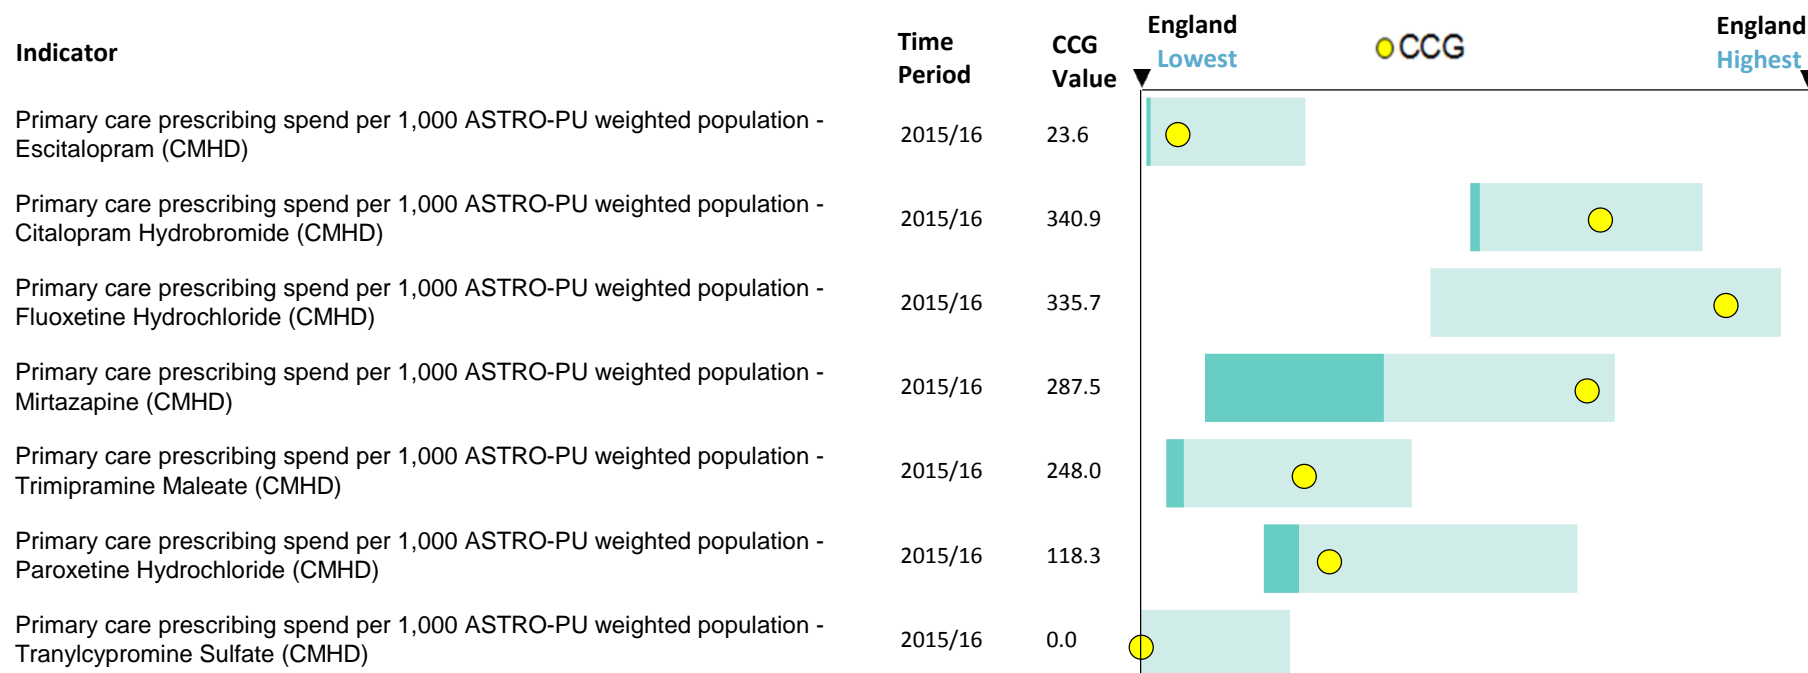 Indicator
Time Period
CCG Value
England Lowest
CCG
England Highest
Primary care prescribing spend per 1,000 ASTRO-PU weighted population -
Escitalopram (CMHD)
2015/16
23.6
Primary care prescribing spend per 1,000 ASTRO-PU weighted population -
Citalopram Hydrobromide (CMHD)
2015/16
340.9
Primary care prescribing spend per 1,000 ASTRO-PU weighted population -
Fluoxetine Hydrochloride (CMHD)
2015/16
335.7
Primary care prescribing spend per 1,000 ASTRO-PU weighted population -
Mirtazapine (CMHD)
2015/16
287.5
Primary care prescribing spend per 1,000 ASTRO-PU weighted population -
Trimipramine Maleate (CMHD)
2015/16
248.0
Primary care prescribing spend per 1,000 ASTRO-PU weighted population -
Paroxetine Hydrochloride (CMHD)
2015/16
118.3
Primary care prescribing spend per 1,000 ASTRO-PU weighted population -
Tranylcypromine Sulfate (CMHD)
2015/16
0.0